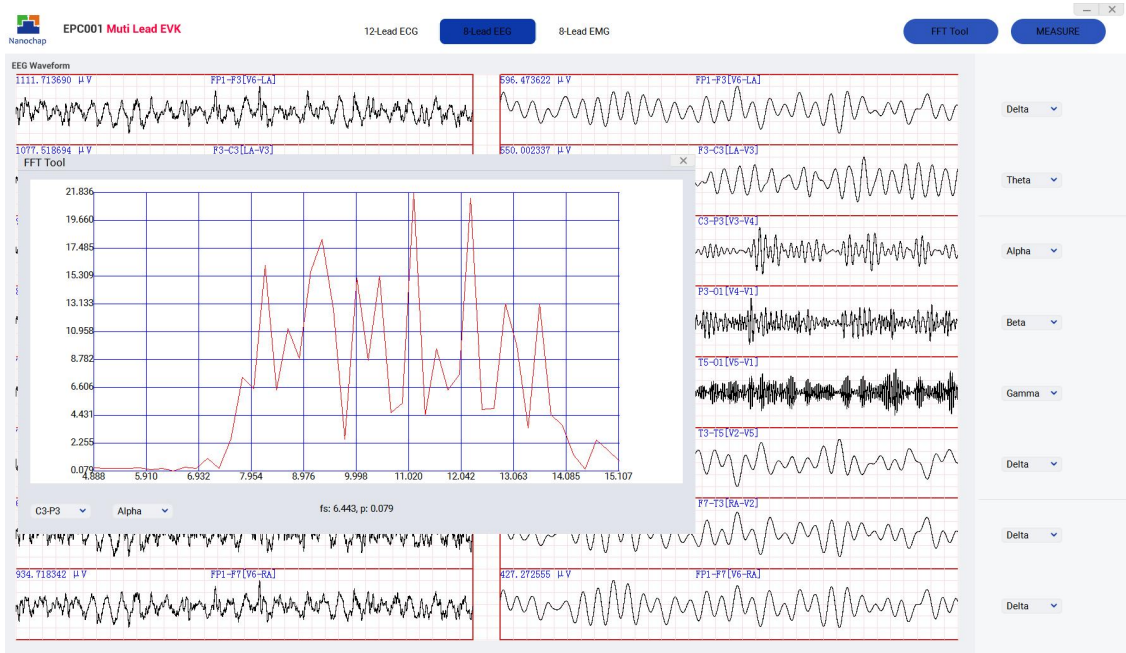 Nanochap
EPC001 Muti Lead EVK
12-Lead ECG
8-Lead EEG
8-Lead EMG
FFT Tool
MEASURE
EEG Waveform
1111.713690 μV
FP1-F3[V6-LA]
596.473622 μV
FP1-F3[V6-LA]
Delta
1077.518694 μV
F3-C3[LA-V3]
550.002337 μV
F3-C3[LA-V3]
Theta
FFT Tool
21.836
19.660
17.485
15.309
13.133
10.958
8.782
6.606
4.431
2.255
0.079
4.888
5.910
6.932
7.954
8.976
9.998
11.020
12.042
13.063
14.085
15.107
C3-P3
Alpha
fs: 6.443, p: 0.079
C3-P3[V3-V4]
Alpha
P3-O1[V4-V1]
Beta
T5-O1[V5-V1]
Gamma
T3-T5[V2-V5]
Delta
F7-T3[RA-V2]
Delta
934.718342 μV
FP1-F7[V6-RA]
427.272555 μV
FP1-F7[V6-RA]
Delta